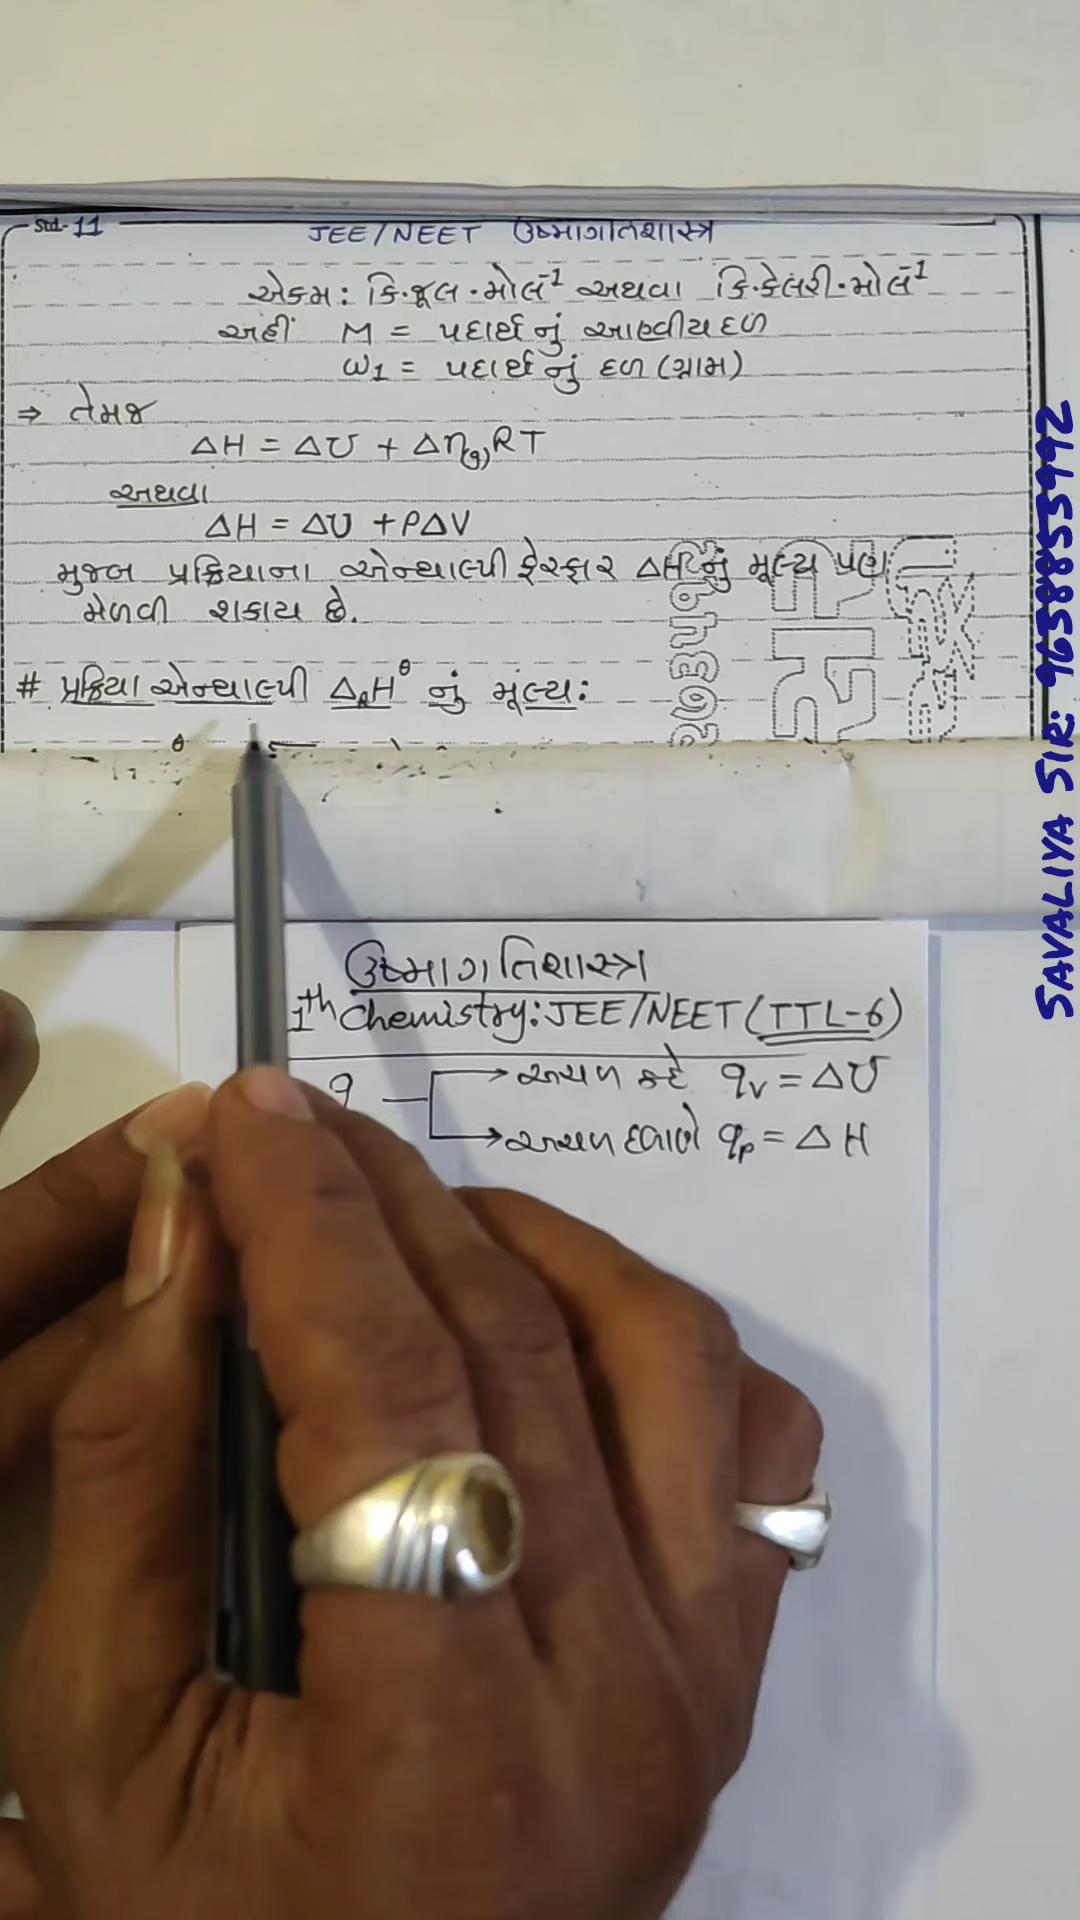 Std-11
JEE/NEET ઉષ્માગતિશાસ્ત્ર
એકમ: કિ.જૂલ.મોલ⁻¹ અથવા કિ.કેલરી.મોલ⁻¹
અહીં M = પદાર્થનું આણ્વીય દળ
W1 = પદાર્થનું દળ (ગ્રામ)
⇒ તેમજ
ΔH = ΔU + Δn(g)RT
અથવા
ΔH = ΔU + PΔV
મુજબ પ્રક્રિયાના એન્થાલ્પી ફેરફાર ΔH નું મૂલ્ય પણ
મેળવી શકાય છે.
# પ્રક્રિયા એન્થાલ્પી ΔRH^θ નું મૂલ્ય:
ઉષ્માગતિશાસ્ત્ર
1th Chemistry: JEE/NEET (TTL-6)
q → અચળ કદે qv = ΔU
→ અચળ દબાણે qp = ΔH
SAVALIYA SIR: 9638855992